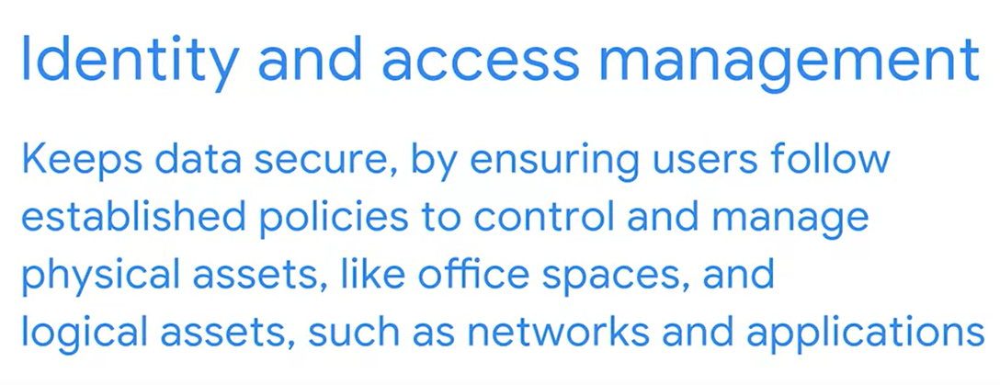 Identity and access management
Keeps data secure, by ensuring users follow
established policies to control and manage
physical assets, like office spaces, and
logical assets, such as networks and applications